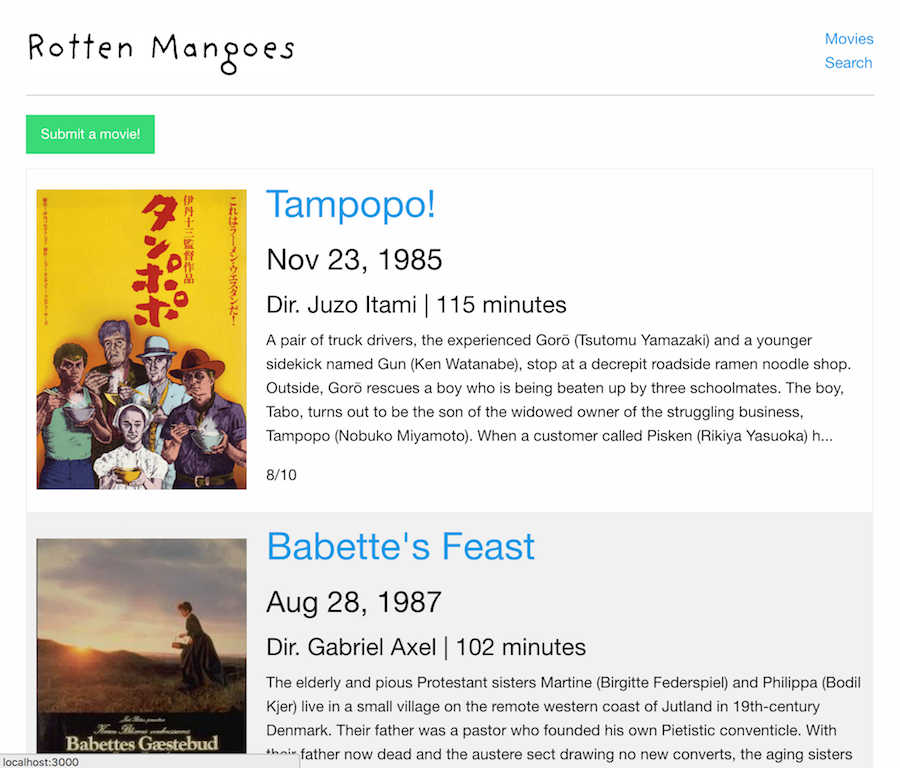 Rotten Mangoes
Movies
Search
Submit a movie!
これはラーメン・ウエスタンだ!
伊丹十三監督作品
タンポポ
Tampopo!
Nov 23, 1985
Dir. Juzo Itami | 115 minutes
A pair of truck drivers, the experienced Gorō (Tsutomu Yamazaki) and a younger
sidekick named Gun (Ken Watanabe), stop at a decrepit roadside ramen noodle shop.
Outside, Gorō rescues a boy who is being beaten up by three schoolmates. The boy,
Tabo, turns out to be the son of the widowed owner of the struggling business,
Tampopo (Nobuko Miyamoto). When a customer called Pisken (Rikiya Yasuoka) h...
8/10
Babettes Gæstebud
Babette's Feast
Aug 28, 1987
Dir. Gabriel Axel | 102 minutes
The elderly and pious Protestant sisters Martine (Birgitte Federspiel) and Philippa (Bodil
Kjer) live in a small village on the remote western coast of Jutland in 19th-century
Denmark. Their father was a pastor who founded his own Pietistic conventicle. With
their father now dead and the austere sect drawing no new converts, the aging sisters
localhost:3000